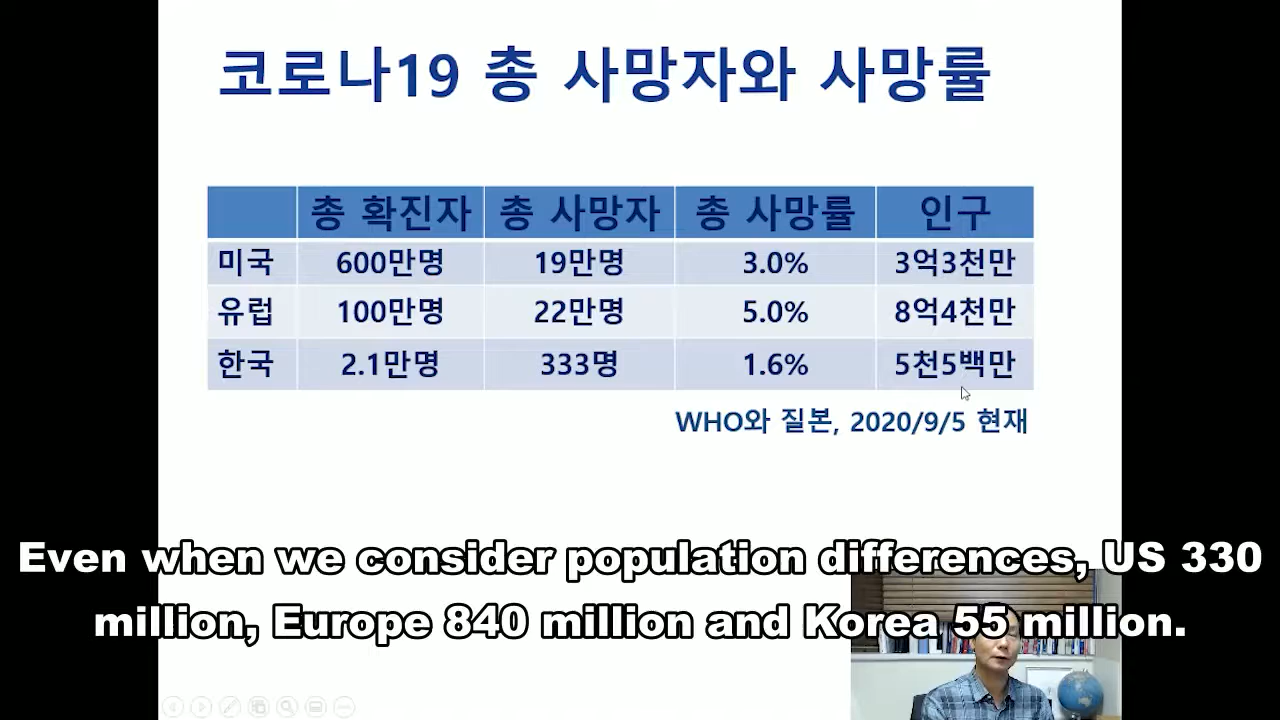 코로나19 총 사망자와 사망률
총 확진자 총 사망자 총 사망률 인구
미국 600만명 19만명 3.0% 3억3천만
유럽 100만명 22만명 5.0% 8억4천만
한국 2.1만명 333명 1.6% 5천5백만
WHO와 질본, 2020/9/5 현재
Even when we consider population differences, US 330
million, Europe 840 million and Korea 55 million.